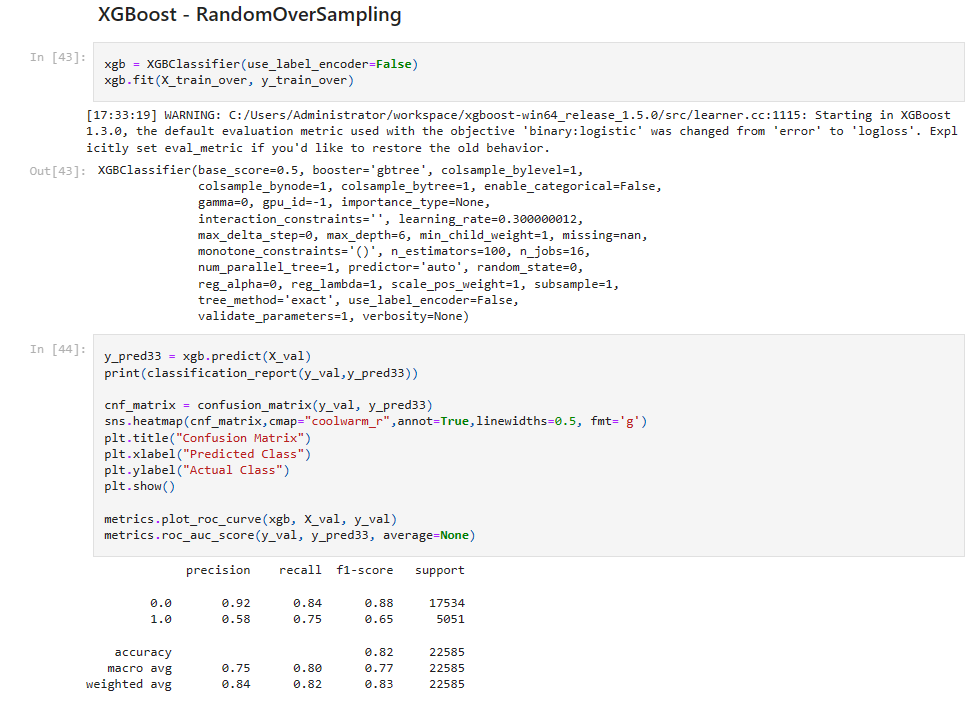 XGBoost - RandomOverSampling
In [43]:
xgb = XGBClassifier(use_label_encoder=False)
xgb.fit(X_train_over, y_train_over)
[17:33:19] WARNING: C:/Users/Administrator/workspace/xgboost-win64_release_1.5.0/src/learner.cc:1115: Starting in XGBoost
1.3.0, the default evaluation metric used with the objective 'binary:logistic' was changed from 'error' to 'logloss'. Expl
icitly set eval_metric if you'd like to restore the old behavior.
Out[43]: XGBClassifier(base_score=0.5, booster='gbtree', colsample_bylevel=1,
colsample_bynode=1, colsample_bytree=1, enable_categorical=False,
gamma=0, gpu_id=-1, importance_type=None,
interaction_constraints='', learning_rate=0.300000012,
max_delta_step=0, max_depth=6, min_child_weight=1, missing=nan,
monotone_constraints='()', n_estimators=100, n_jobs=16,
num_parallel_tree=1, predictor='auto', random_state=0,
reg_alpha=0, reg_lambda=1, scale_pos_weight=1, subsample=1,
tree_method='exact', use_label_encoder=False,
validate_parameters=1, verbosity=None)
In [44]:
y_pred33 = xgb.predict(X_val)
print(classification_report(y_val,y_pred33))
cnf_matrix = confusion_matrix(y_val, y_pred33)
sns.heatmap(cnf_matrix,cmap="coolwarm_r",annot=True,linewidths=0.5, fmt='g')
plt.title("Confusion Matrix")
plt.xlabel("Predicted Class")
plt.ylabel("Actual Class")
plt.show()
metrics.plot_roc_curve(xgb, X_val, y_val)
metrics.roc_auc_score(y_val, y_pred33, average=None)
precision recall f1-score support
0.0 0.92 0.84 0.88 17534
1.0 0.58 0.75 0.65 5051
accuracy 0.82 22585
macro avg 0.75 0.80 0.77 22585
weighted avg 0.84 0.82 0.83 22585